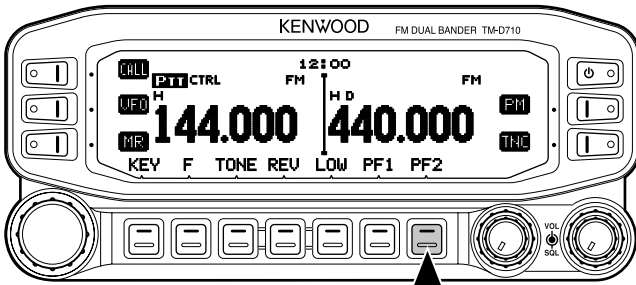 KENWOOD FM DUAL BANDER TM-D710
12:00
CALL PTT CTRL FM FM
VFO H H D PM
144.000 440.000
MR TNC
KEY F TONE REV LOW PF1 PF2
VOL
SQL